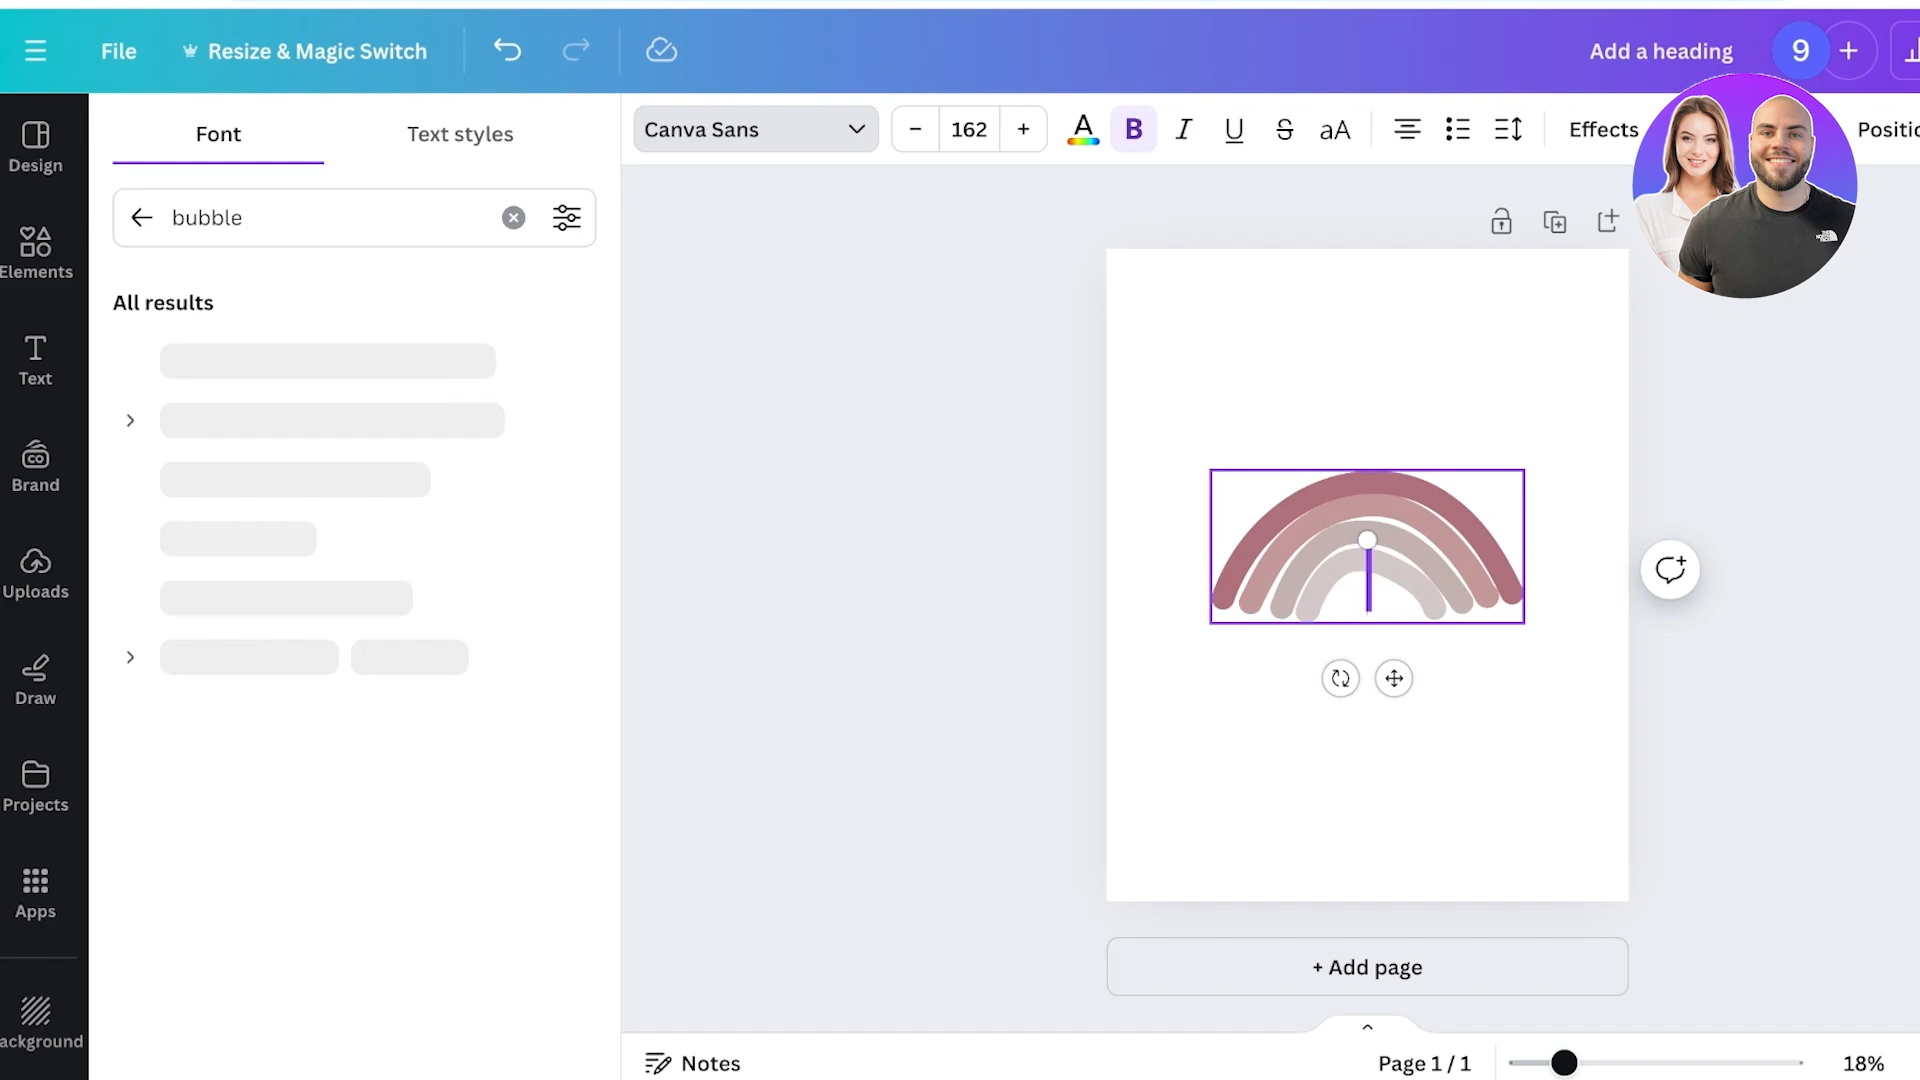 File
Resize & Magic Switch
Add a heading
9
Design
Elements
Text
Brand
Uploads
Draw
Projects
Apps
ackground
Font
Text styles
bubble
All results
Canva Sans
162
A
B
I
U
S
aA
Effects
Positio
+ Add page
Notes
Page 1 / 1
18%